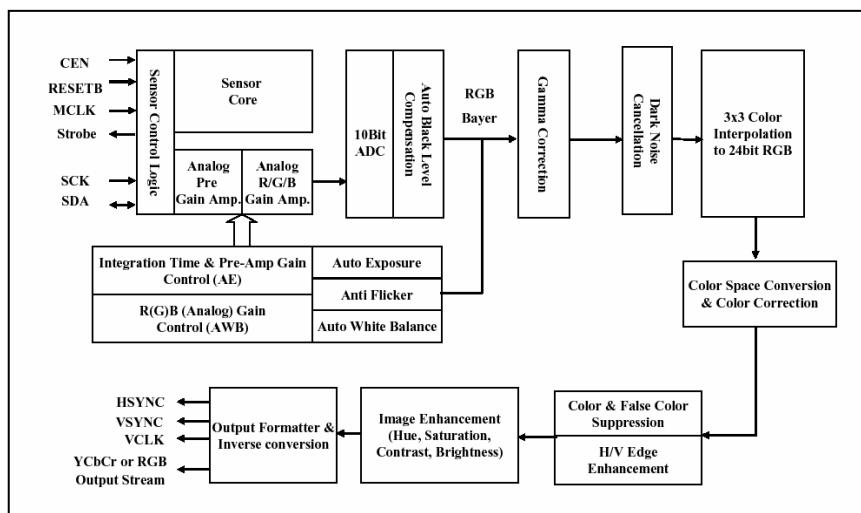 CEN
RESETB
MCLK
Strobe
SCK
SDA
Sensor Control Logic
Sensor
Core
Analog
Pre
Gain Amp.
Analog
R/G/B
Gain Amp.
10Bit
ADC
Auto Black Level
Compensation
RGB
Bayer
Gamma Correction
Dark Noise
Cancellation
3x3 Color
Interpolation
to 24bit RGB
Integration Time & Pre-Amp Gain
Control (AE)
R(G)B (Analog) Gain
Control (AWB)
Auto Exposure
Anti Flicker
Auto White Balance
Color Space Conversion
& Color Correction
Color & False Color
Suppression
H/V Edge
Enhancement
Image Enhancement
(Hue, Saturation,
Contrast, Brightness)
Output Formatter &
Inverse conversion
HSYNC
VSYNC
VCLK
YCbCr or RGB
Output Stream